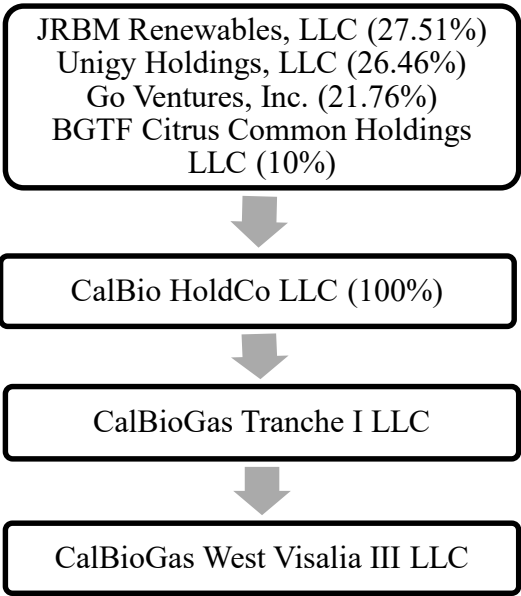 JRBM Renewables, LLC (27.51%)
Unigy Holdings, LLC (26.46%)
Go Ventures, Inc. (21.76%)
BGTF Citrus Common Holdings
LLC (10%)
CalBio HoldCo LLC (100%)
CalBioGas Tranche I LLC
CalBioGas West Visalia III LLC